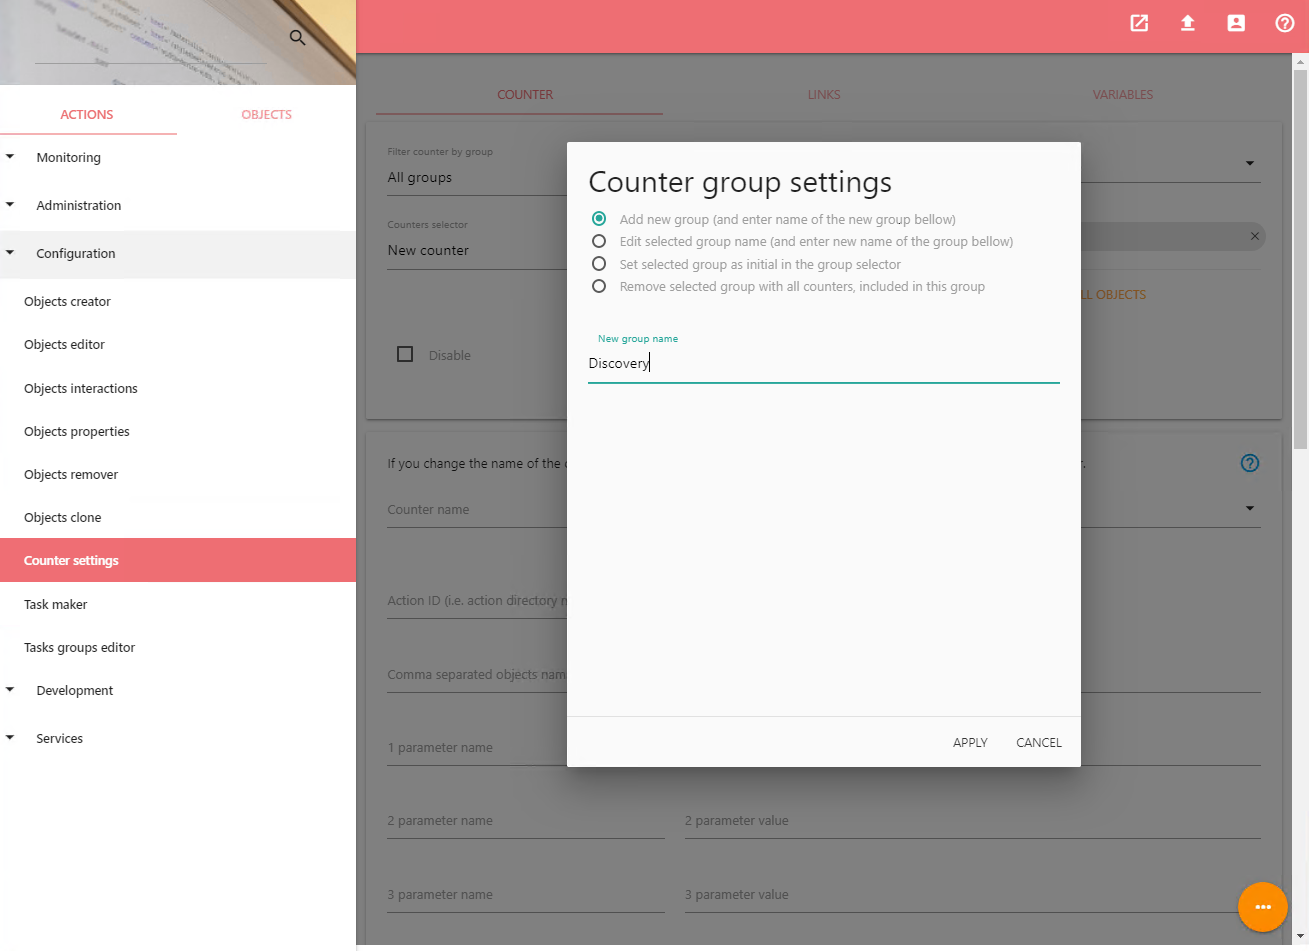 ACTIONS
OBJECTS
Monitoring
Administration
Configuration
Objects creator
Objects editor
Objects interactions
Objects properties
Objects remover
Objects clone
Counter settings
Task maker
Tasks groups editor
Development
Services
COUNTER
LINKS
VARIABLES
Filter counter by group
All groups
Counters selector
New counter
LL OBJECTS
Disable
If you change the name of the
Counter name
Action ID (i.e. action directory
Comma separated objects nam
1 parameter name
2 parameter name
2 parameter value
3 parameter name
3 parameter value
Counter group settings
Add new group (and enter name of the new group bellow)
Edit selected group name (and enter new name of the group bellow)
Set selected group as initial in the group selector
Remove selected group with all counters, included in this group
New group name
Discovery
APPLY
CANCEL